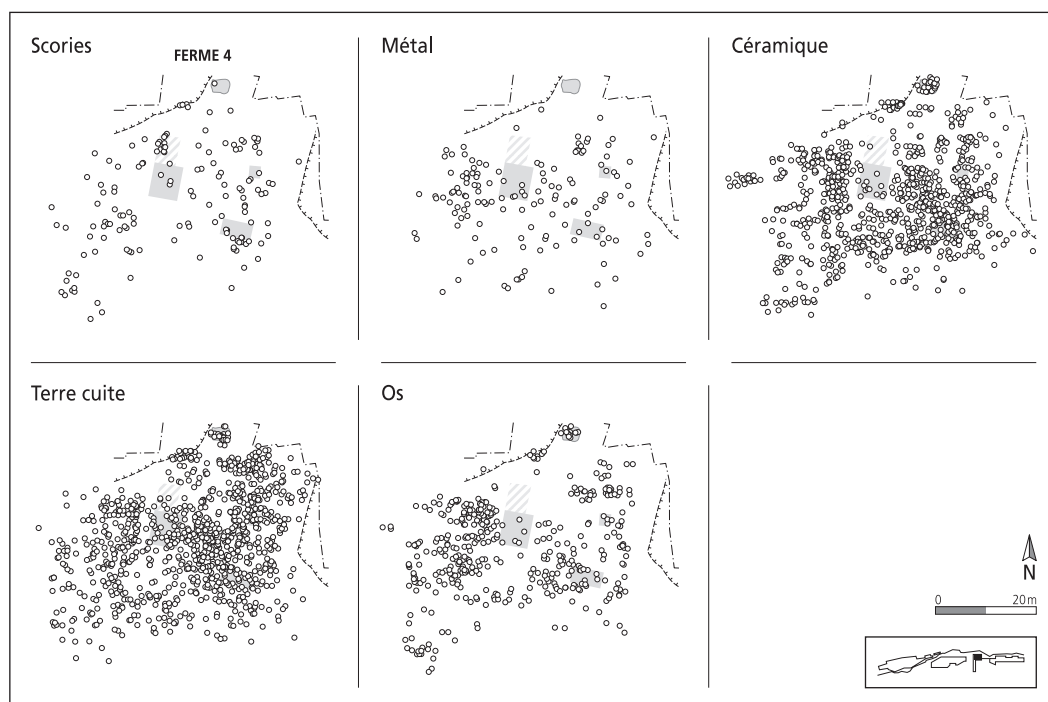 Scories
FERME 4
Métal
Céramique
Terre cuite
Os
N
0 20 m